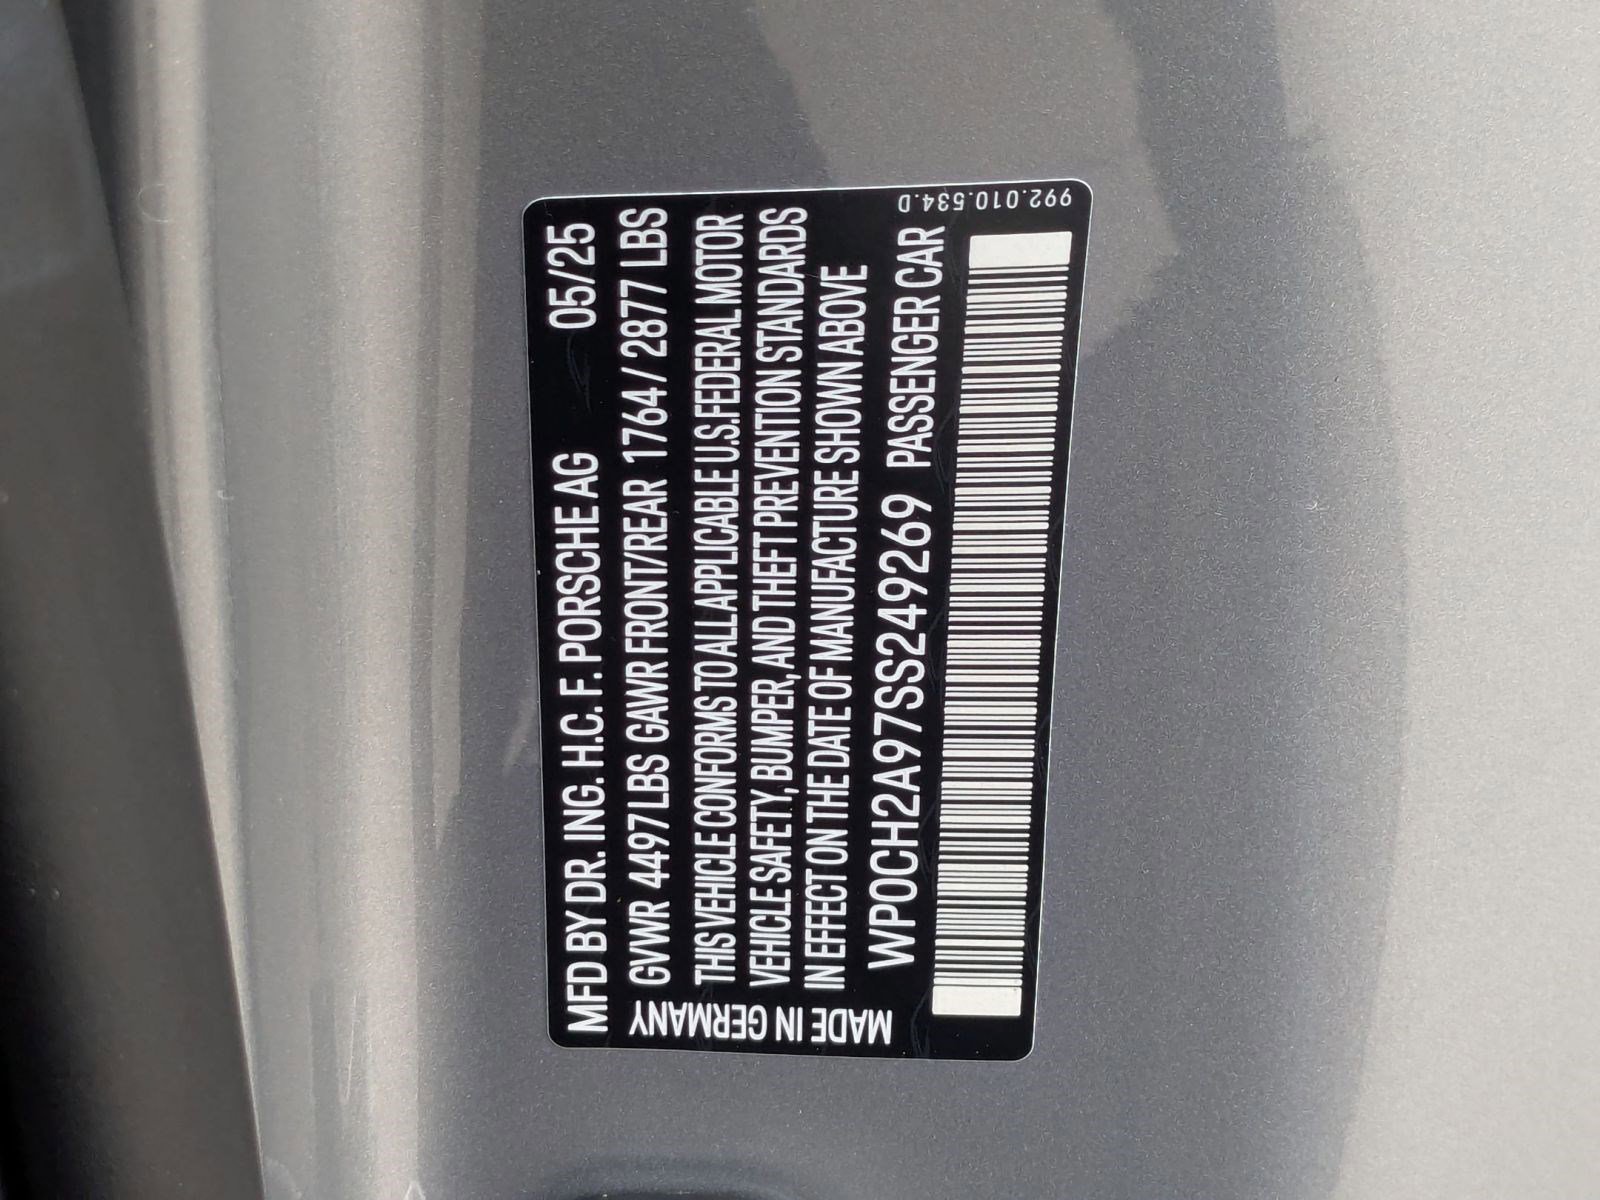 MFD BY DR. ING. H.C. F. PORSCHE AG 05/25
GVWR 4497 LBS GAWR FRONT/REAR 1764/2877 LBS
THIS VEHICLE CONFORMS TO ALL APPLICABLE U.S.FEDERAL MOTOR
VEHICLE SAFETY, BUMPER, AND THEFT PREVENTION STANDARDS
IN EFFECT ON THE DATE OF MANUFACTURE SHOWN ABOVE
WP0CH2A97SS249269 PASSENGER CAR
MADE IN GERMANY
992.010.534.D